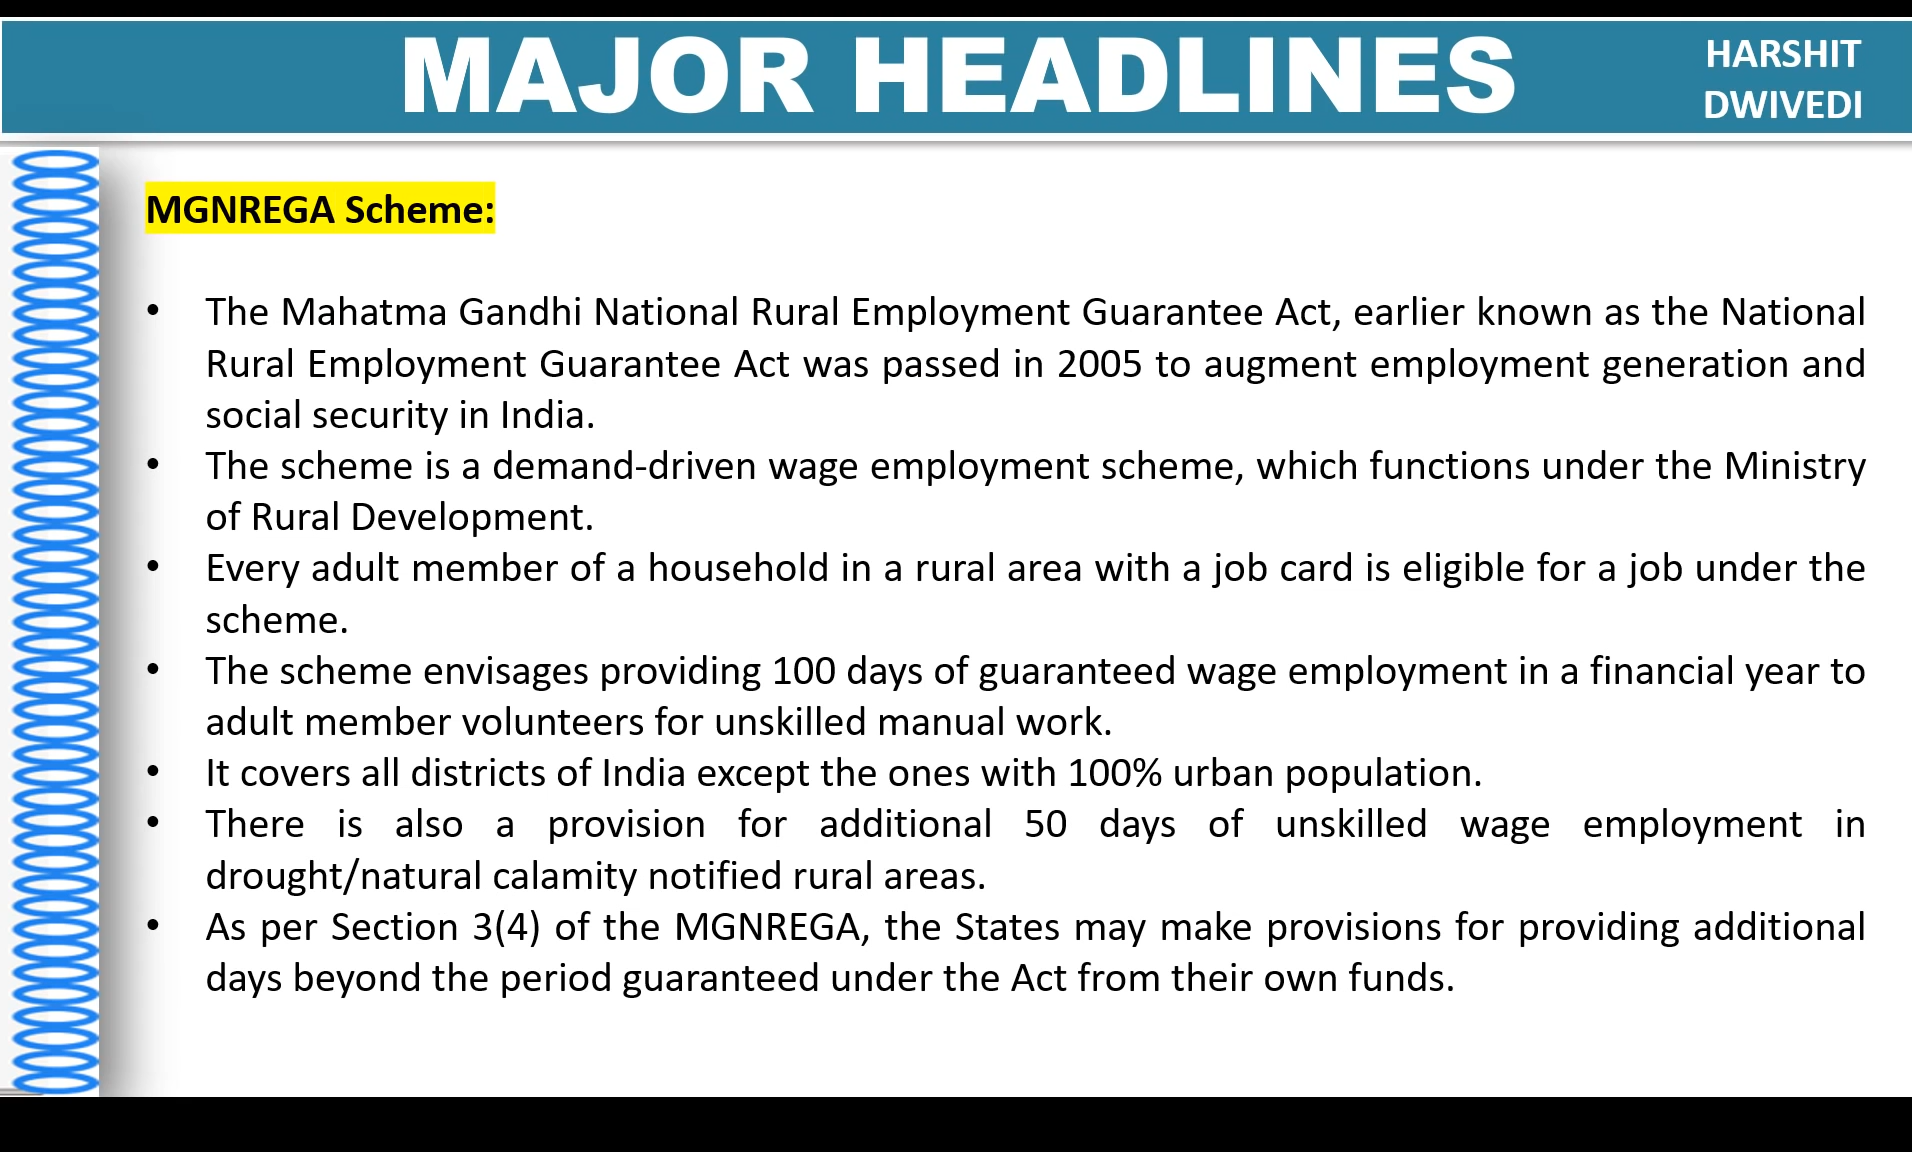 MAJOR HEADLINES
HARSHIT
DWIVEDI
MGNREGA Scheme:
• The Mahatma Gandhi National Rural Employment Guarantee Act, earlier known as the National
Rural Employment Guarantee Act was passed in 2005 to augment employment generation and
social security in India.
• The scheme is a demand-driven wage employment scheme, which functions under the Ministry
of Rural Development.
• Every adult member of a household in a rural area with a job card is eligible for a job under the
scheme.
• The scheme envisages providing 100 days of guaranteed wage employment in a financial year to
adult member volunteers for unskilled manual work.
• It covers all districts of India except the ones with 100% urban population.
• There is also a provision for additional 50 days of unskilled wage employment in
drought/natural calamity notified rural areas.
• As per Section 3(4) of the MGNREGA, the States may make provisions for providing additional
days beyond the period guaranteed under the Act from their own funds.